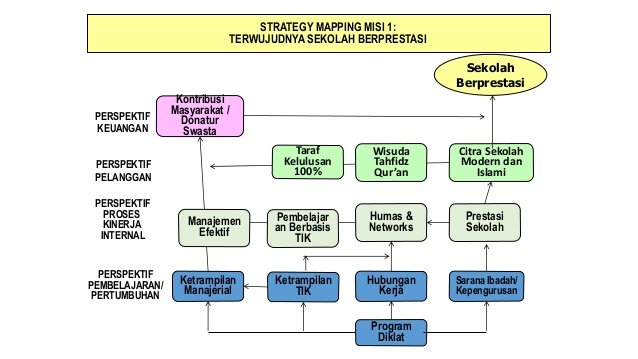 STRATEGY MAPPING MISI 1:
TERWUJUDNYA SEKOLAH BERPRESTASI
Sekolah
Berprestasi
PERSPEKTIF
KEUANGAN
Kontribusi
Masyarakat /
Donatur
Swasta
PERSPEKTIF
PELANGGAN
Taraf
Kelulusan
100%
Wisuda
Tahfidz
Qur'an
Citra Sekolah
Modern dan
Islami
PERSPEKTIF
PROSES
KINERJA
INTERNAL
Manajemen
Efektif
Pembelajar
an Berbasis
TIK
Humas &
Networks
Prestasi
Sekolah
PERSPEKTIF
PEMBELAJARAN/
PERTUMBUHAN
Ketrampilan
Manajerial
Ketrampilan
TIK
Hubungan
Kerja
Sarana Ibadah/
Kepengurusan
Program
Diklat